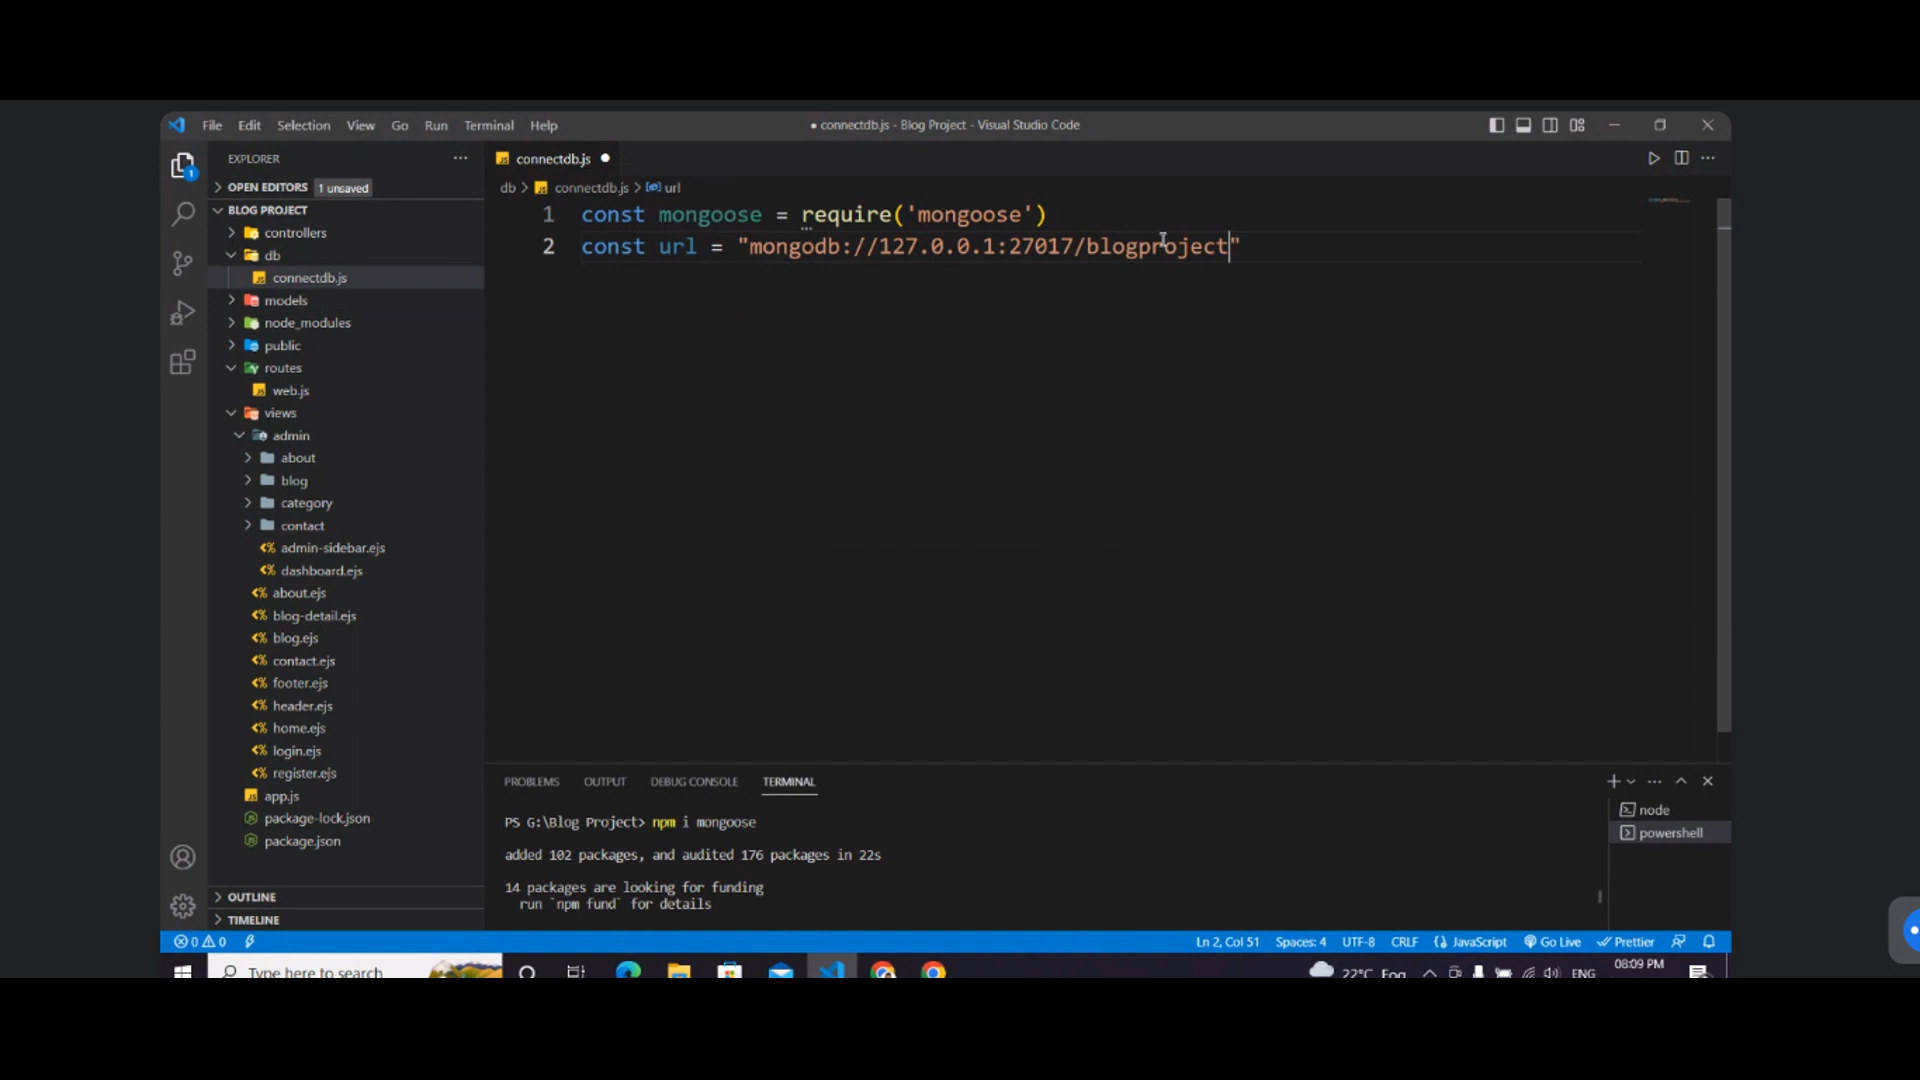 File Edit Selection View Go Run Terminal Help
● connectdb.js - Blog Project - Visual Studio Code
EXPLORER
OPEN EDITORS 1 unsaved
BLOG PROJECT
controllers
db
connectdb.js
models
node_modules
public
routes
web.js
views
admin
about
blog
category
contact
admin-sidebar.ejs
dashboard.ejs
about.ejs
blog-detail.ejs
blog.ejs
contact.ejs
footer.ejs
header.ejs
home.ejs
login.ejs
register.ejs
app.js
package-lock.json
package.json
OUTLINE
TIMELINE
1
JS connectdb.js
db > JS connectdb.js > url
1 const mongoose = require('mongoose')
2 const url = "mongodb://127.0.0.1:27017/blogproject"
PROBLEMS OUTPUT DEBUG CONSOLE TERMINAL
PS G:\Blog Project> npm i mongoose
added 102 packages, and audited 176 packages in 22s
14 packages are looking for funding
run `npm fund` for details
node
powershell
0 0 Ln 2, Col 51 Spaces: 4 UTF-8 CRLF JavaScript Go Live Prettier
Type here to search 22°C Fog ENG 08:09 PM